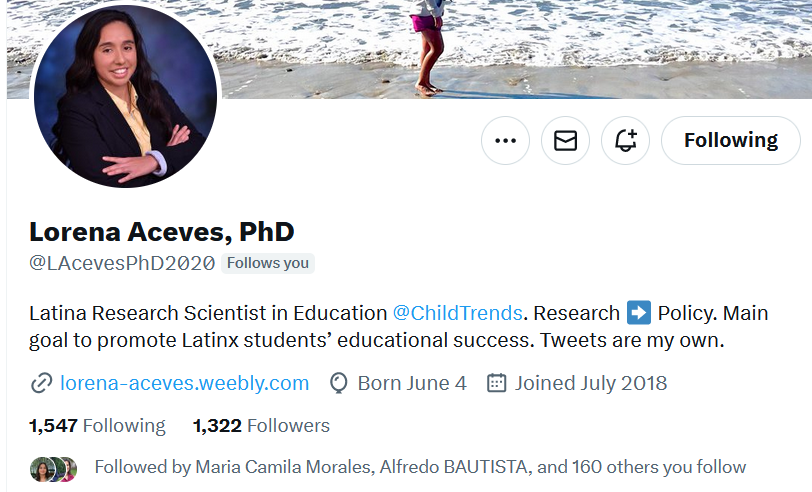 Following
Lorena Aceves, PhD
@LAcevesPhD2020 Follows you
Latina Research Scientist in Education @ChildTrends. Research ➡️ Policy. Main
goal to promote Latinx students’ educational success. Tweets are my own.
lorena-aceves.weebly.com Born June 4 Joined July 2018
1,547 Following 1,322 Followers
Followed by Maria Camila Morales, Alfredo BAUTISTA, and 160 others you follow